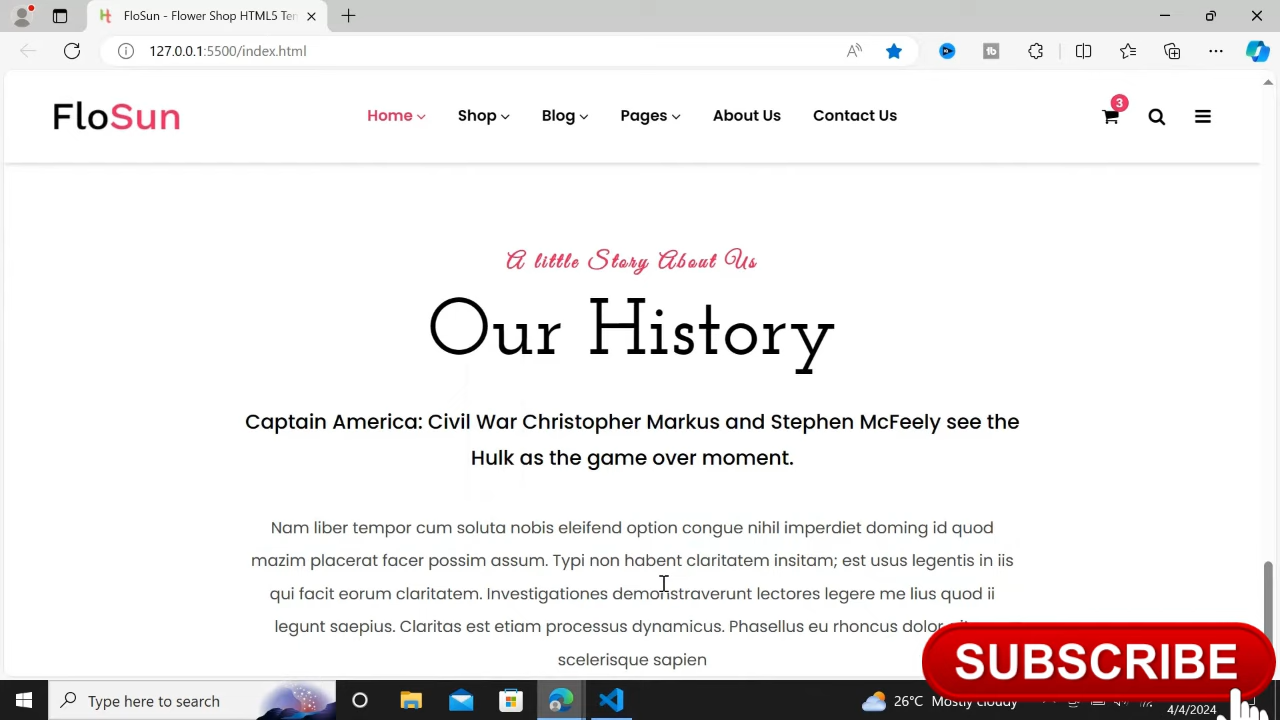 FloSun - Flower Shop HTML5 Ten
127.0.0.1:5500/index.html
FloSun
Home Shop Blog Pages About Us Contact Us
3
A little Story About Us
Our History
Captain America: Civil War Christopher Markus and Stephen McFeely see the
Hulk as the game over moment.
Nam liber tempor cum soluta nobis eleifend option congue nihil imperdiet doming id quod
mazim placerat facer possim assum. Typi non habent claritatem insitam; est usus legentis in iis
qui facit eorum claritatem. Investigationes demonstraverunt lectores legere me lius quod ii
legunt saepius. Claritas est etiam processus dynamicus. Phasellus eu rhoncus dolor
scelerisque sapien
SUBSCRIBE
Type here to search
26°C Mostly cloudy
4/4/2024